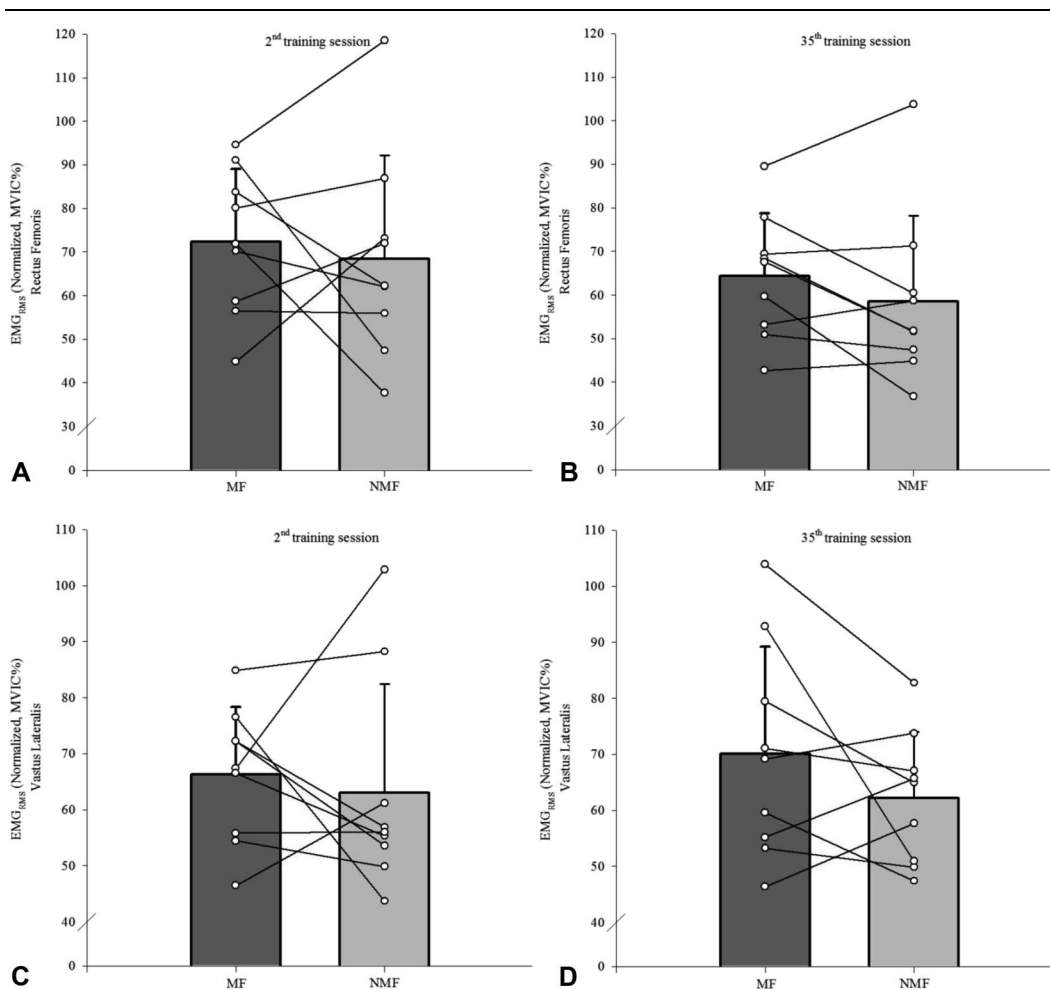 2nd training session
EMGRMS (Normalized, MVIC%)
Rectus Femoris
120
110
100
90
80
70
60
50
40
30
0
MF
NMF
A
35th training session
EMGRMS (Normalized, MVIC%)
Rectus Femoris
120
110
100
90
80
70
60
50
40
30
0
MF
NMF
B
2nd training session
EMGRMS (Normalized, MVIC%)
Vastus Lateralis
110
100
90
80
70
60
50
40
0
MF
NMF
C
35th training session
EMGRMS (Normalized, MVIC%)
Vastus Lateralis
110
100
90
80
70
60
50
40
0
MF
NMF
D